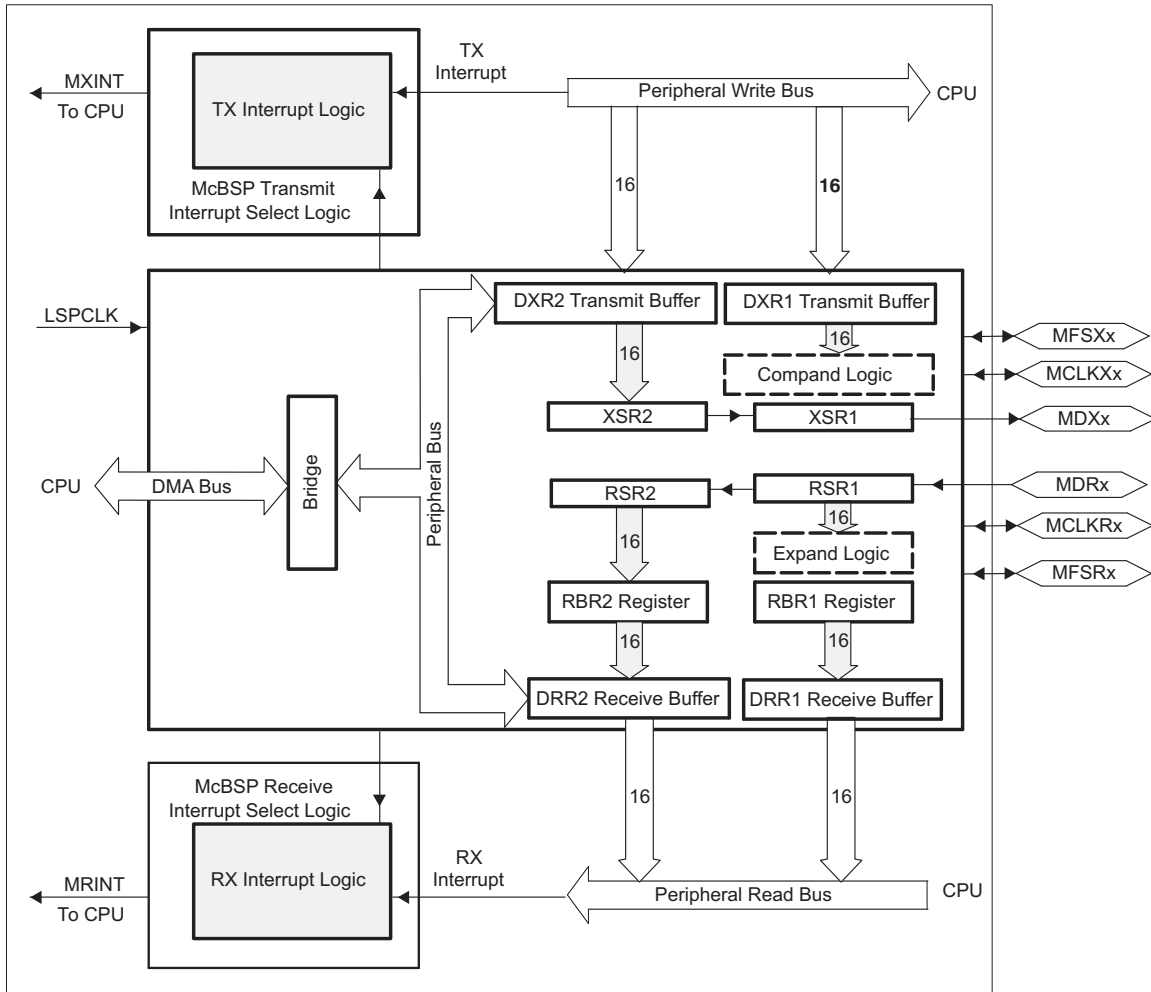 MXINT
To CPU
TX Interrupt Logic
McBSP Transmit
Interrupt Select Logic
TX
Interrupt
Peripheral Write Bus
CPU
16
16
LSPCLK
DXR2 Transmit Buffer
DXR1 Transmit Buffer
16
16
Compand Logic
XSR2
XSR1
MFSXx
MCLKXx
MDXx
CPU
DMA Bus
Bridge
Peripheral Bus
RSR2
RSR1
16
16
Expand Logic
MDRx
MCLKRx
MFSRx
RBR2 Register
RBR1 Register
16
16
DRR2 Receive Buffer
DRR1 Receive Buffer
16
16
McBSP Receive
Interrupt Select Logic
RX Interrupt Logic
MRINT
To CPU
RX
Interrupt
Peripheral Read Bus
CPU